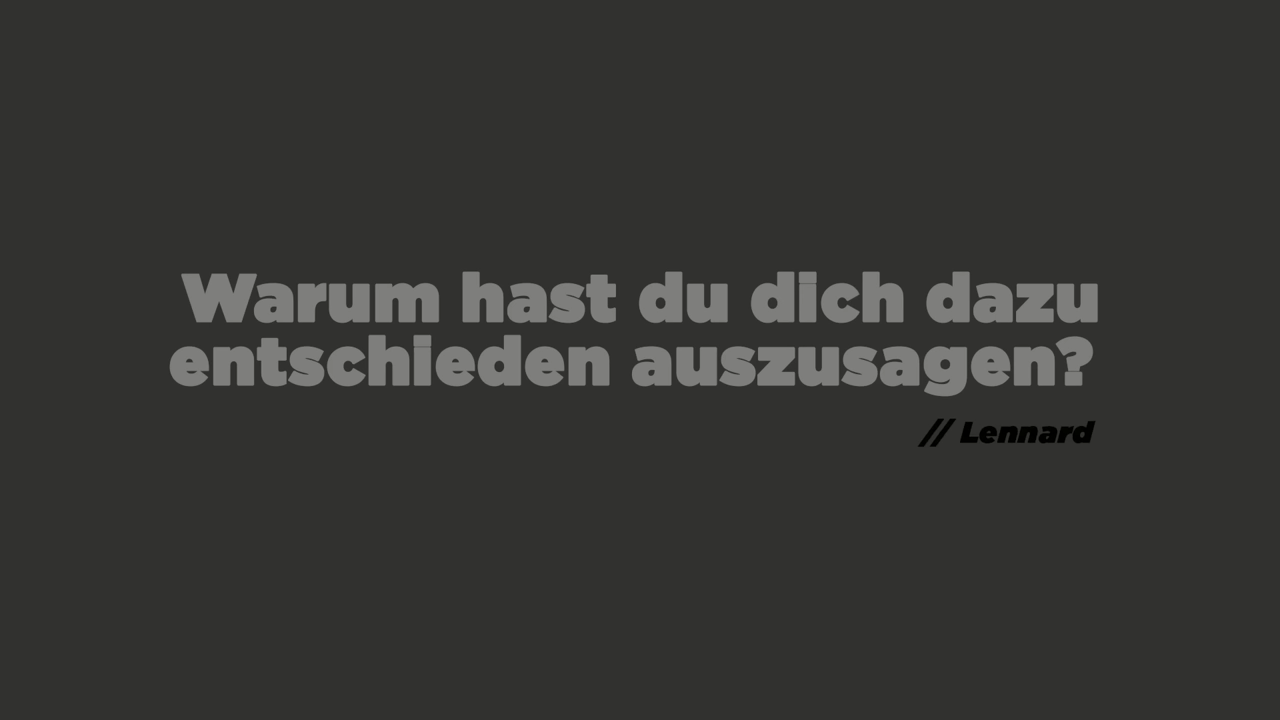 Warum hast du dich dazu
entschieden auszusagen?
// Lennard